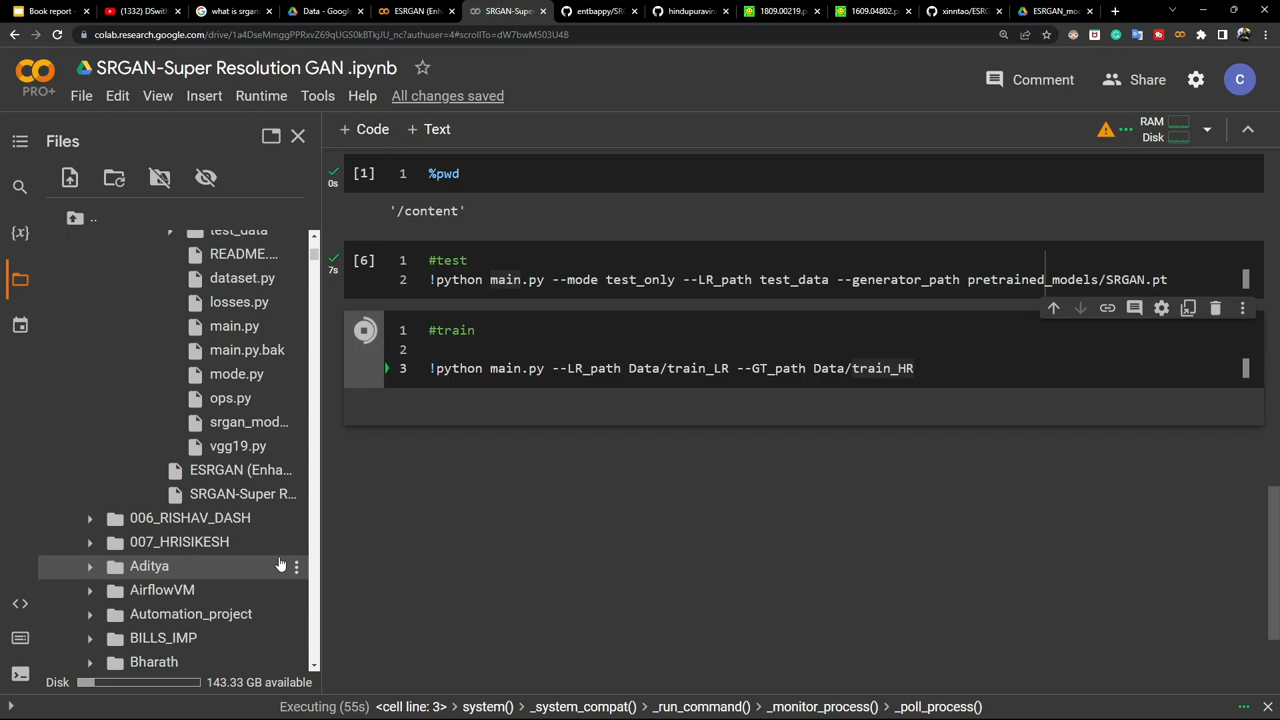 Book report -
(1332) DSwith
what is srgan
Data - Googl
ESRGAN (Enh
SRGAN-Supe
entbappy/SR
hindupuravin
1809.00219.p
1609.04802.p
xinntao/ESR
ESRGAN_mo
colab.research.google.com/drive/1a4DseMmggPPRxvZ69qUGS0kBTkjJU_nc?authuser=4#scrollTo=dW7bwM503U4B
SRGAN-Super Resolution GAN .ipynb
PRO+
File Edit View Insert Runtime Tools Help All changes saved
Comment
Share
C
Files
+ Code + Text
RAM
Disk
..
test_data
README....
dataset.py
losses.py
main.py
main.py.bak
mode.py
ops.py
srgan_mod...
vgg19.py
ESRGAN (Enha...
SRGAN-Super R...
006_RISHAV_DASH
007_HRISIKESH
Aditya
AirflowVM
Automation_project
BILLS_IMP
Bharath
Disk 143.33 GB available
[1] 1 %pwd
0s
'/content'
[6] 1 #test
7s
2 !python main.py --mode test_only --LR_path test_data --generator_path pretrained_models/SRGAN.pt
1 #train
2
3 !python main.py --LR_path Data/train_LR --GT_path Data/train_HR
Executing (55s) <cell line: 3> > system() > _system_compat() > _run_command() > _monitor_process() > _poll_process()